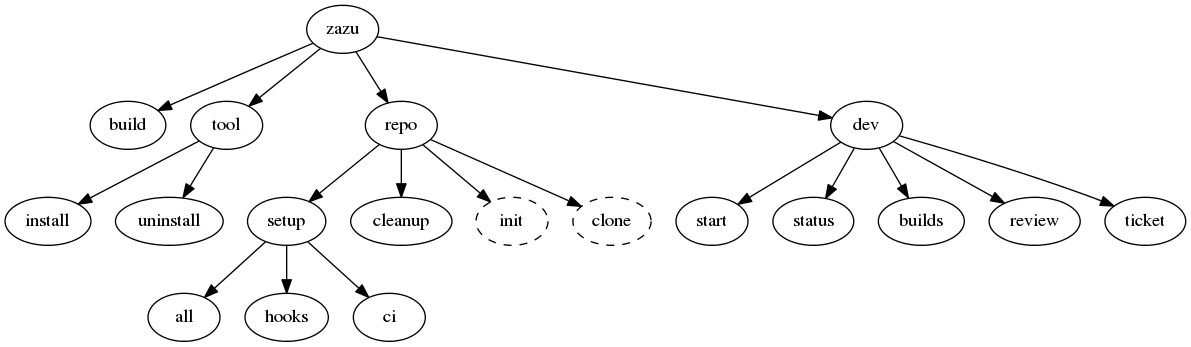 zazu
build
tool
repo
dev
install
uninstall
setup
cleanup
init
clone
start
status
builds
review
ticket
all
hooks
ci